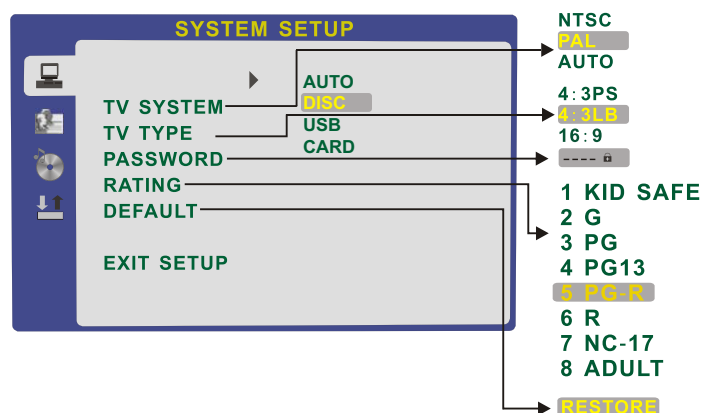 SYSTEM SETUP
AUTO
DISC
USB
CARD
TV SYSTEM
TV TYPE
PASSWORD
RATING
DEFAULT
EXIT SETUP
NTSC
PAL
AUTO
4:3PS
4:3LB
16:9
----
1 KID SAFE
2 G
3 PG
4 PG13
5 PG-R
6 R
7 NC-17
8 ADULT
RESTORE